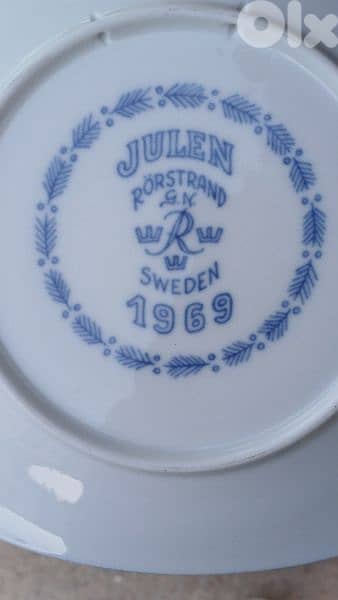 OLX
JULEN
RÖRSTRAND
G.N.
R
SWEDEN
1969